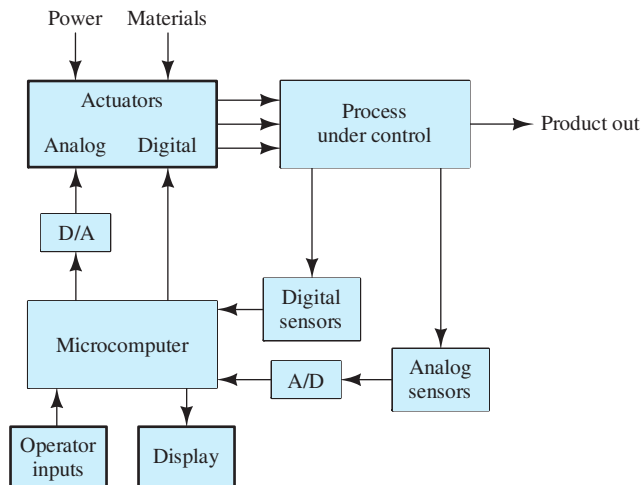 Power
Materials
Actuators
Analog
Digital
Process
under control
Product out
D/A
Digital
sensors
Microcomputer
A/D
Analog
sensors
Operator
inputs
Display